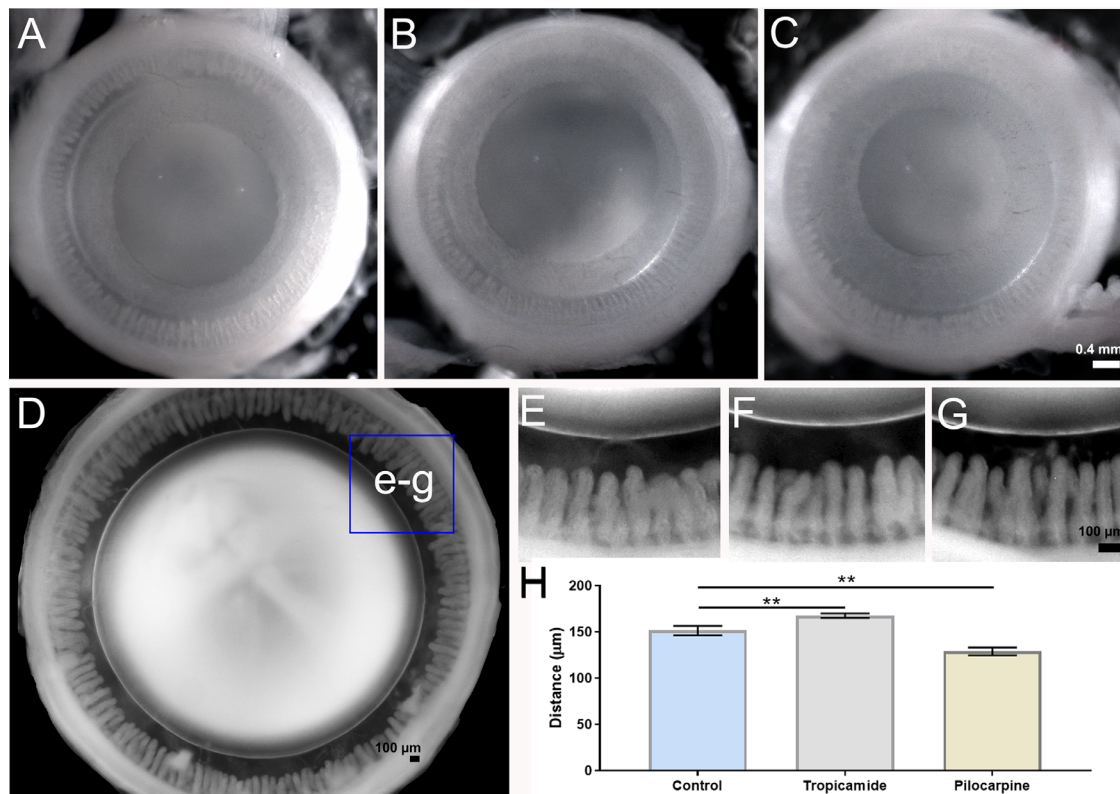 A
B
C
0.4 mm
D
e-g
100 µm
E
F
G
100 µm
H
**
**
200
150
100
50
0
Distance (µm)
Control Tropicamide Pilocarpine